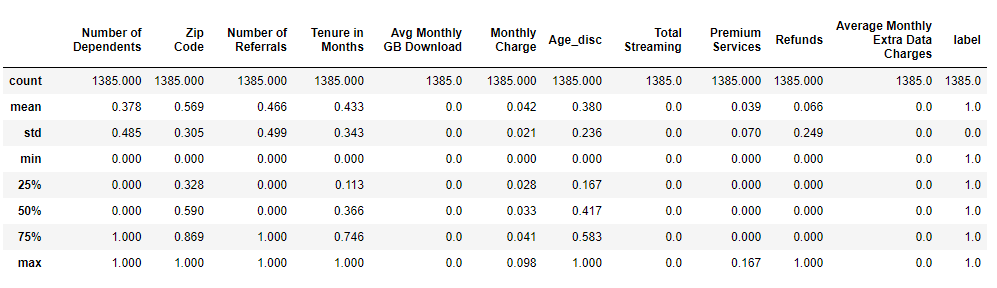 Number of Dependents Zip Code Number of Referrals Tenure in Months Avg Monthly GB Download Monthly Charge Age_disc Total Streaming Premium Services Refunds Average Monthly Extra Data Charges label
count 1385.000 1385.000 1385.000 1385.000 1385.0 1385.000 1385.000 1385.0 1385.000 1385.000 1385.0 1385.0
mean 0.378 0.569 0.466 0.433 0.0 0.042 0.380 0.0 0.039 0.066 0.0 1.0
std 0.485 0.305 0.499 0.343 0.0 0.021 0.236 0.0 0.070 0.249 0.0 0.0
min 0.000 0.000 0.000 0.000 0.0 0.000 0.000 0.0 0.000 0.000 0.0 1.0
25% 0.000 0.328 0.000 0.113 0.0 0.028 0.167 0.0 0.000 0.000 0.0 1.0
50% 0.000 0.590 0.000 0.366 0.0 0.033 0.417 0.0 0.000 0.000 0.0 1.0
75% 1.000 0.869 1.000 0.746 0.0 0.041 0.583 0.0 0.000 0.000 0.0 1.0
max 1.000 1.000 1.000 1.000 0.0 0.098 1.000 0.0 0.167 1.000 0.0 1.0